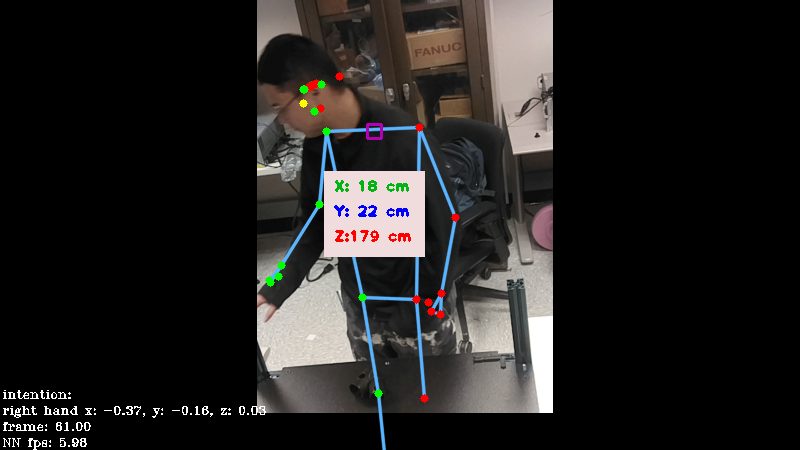 FANUC
X: 18 cm
Y: 22 cm
Z:179 cm
intention:
right hand x: -0.37, y: -0.16, z: 0.03
frame: 61.00
NN fps: 5.98